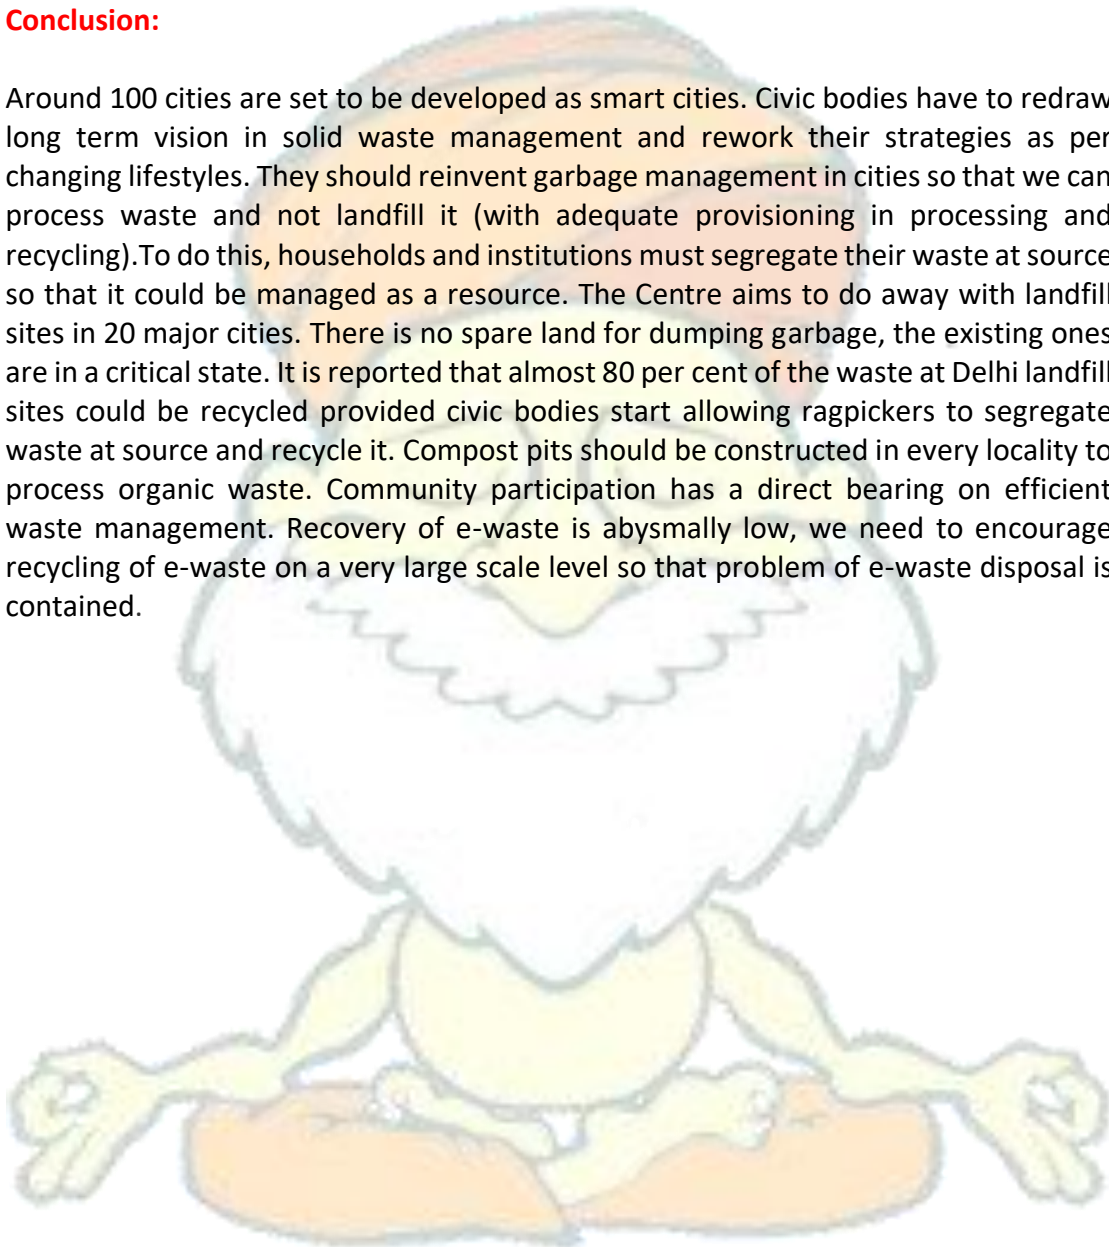 Conclusion:
Around 100 cities are set to be developed as smart cities. Civic bodies have to redraw
long term vision in solid waste management and rework their strategies as per
changing lifestyles. They should reinvent garbage management in cities so that we can
process waste and not landfill it (with adequate provisioning in processing and
recycling).To do this, households and institutions must segregate their waste at source
so that it could be managed as a resource. The Centre aims to do away with landfill
sites in 20 major cities. There is no spare land for dumping garbage, the existing ones
are in a critical state. It is reported that almost 80 per cent of the waste at Delhi landfill
sites could be recycled provided civic bodies start allowing ragpickers to segregate
waste at source and recycle it. Compost pits should be constructed in every locality to
process organic waste. Community participation has a direct bearing on efficient
waste management. Recovery of e-waste is abysmally low, we need to encourage
recycling of e-waste on a very large scale level so that problem of e-waste disposal is
contained.